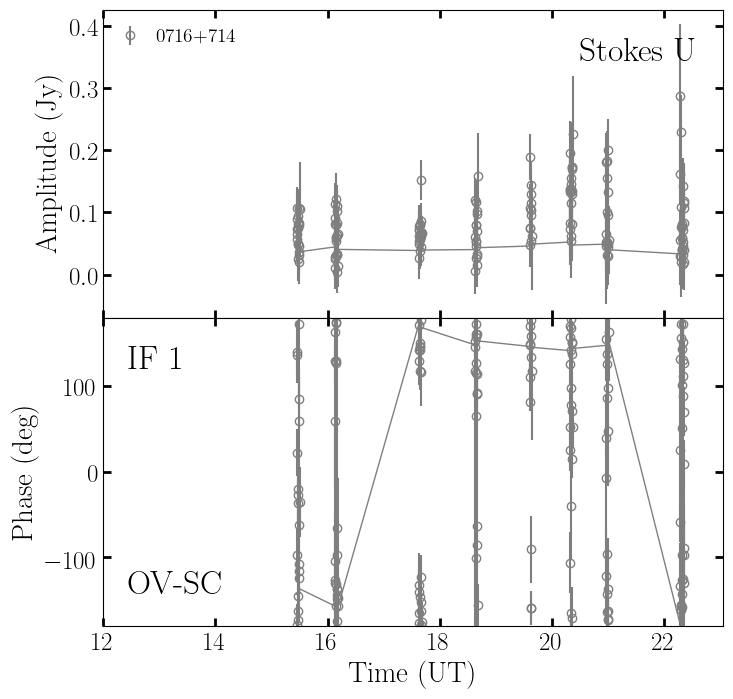 0716+714
Stokes U
Amplitude (Jy)
0.4
0.3
0.2
0.1
0.0
IF 1
OV-SC
Phase (deg)
100
0
−100
12 14 16 18 20 22
Time (UT)